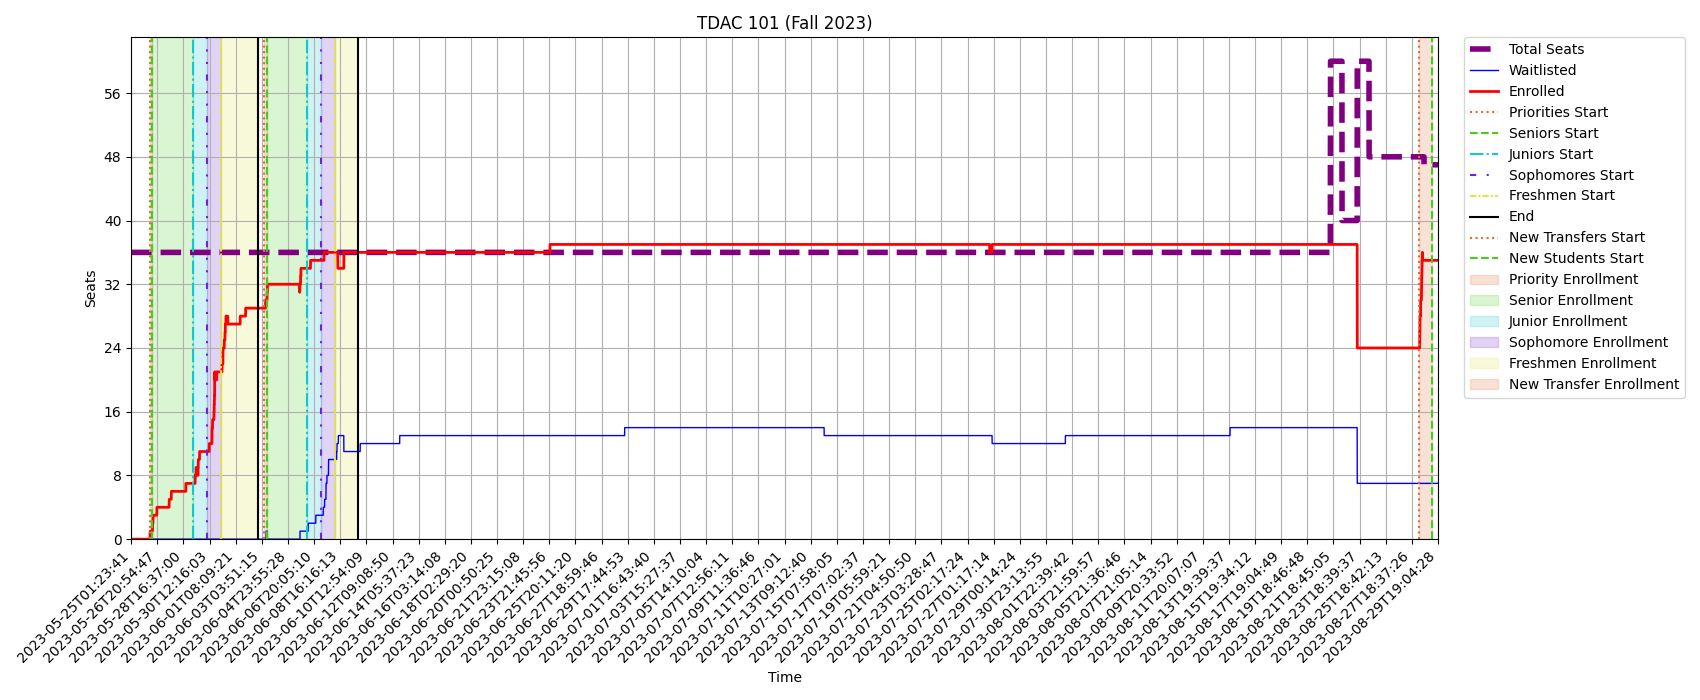 TDAC 101 (Fall 2023)
56
48
40
32
24
16
8
0
Seats
2023-05-25T01:23:41
2023-05-26T20:54:47
2023-05-28T16:37:00
2023-05-30T12:16:03
2023-06-01T08:09:21
2023-06-03T03:51:15
2023-06-04T23:55:28
2023-06-06T20:05:10
2023-06-08T16:16:13
2023-06-10T12:54:09
2023-06-12T09:08:50
2023-06-14T05:37:23
2023-06-16T03:14:08
2023-06-18T02:29:20
2023-06-20T00:50:25
2023-06-21T23:15:08
2023-06-23T21:45:56
2023-06-25T20:11:20
2023-06-27T18:59:46
2023-06-29T17:44:53
2023-07-01T16:43:40
2023-07-03T15:27:37
2023-07-05T14:10:04
2023-07-07T12:56:11
2023-07-09T11:36:46
2023-07-11T10:27:01
2023-07-13T09:12:40
2023-07-15T07:58:05
2023-07-17T07:02:37
2023-07-19T05:59:21
2023-07-21T04:50:50
2023-07-23T03:28:47
2023-07-25T02:17:24
2023-07-27T01:17:14
2023-07-29T00:14:24
2023-07-30T23:13:55
2023-08-01T22:39:42
2023-08-03T21:59:57
2023-08-05T21:36:46
2023-08-07T21:05:14
2023-08-09T20:33:52
2023-08-11T20:07:07
2023-08-13T19:39:37
2023-08-15T19:34:12
2023-08-17T19:04:49
2023-08-19T18:46:48
2023-08-21T18:45:05
2023-08-23T18:39:37
2023-08-25T18:42:13
2023-08-27T18:37:26
2023-08-29T19:04:28
Time
Total Seats
Waitlisted
Enrolled
Priorities Start
Seniors Start
Juniors Start
Sophomores Start
Freshmen Start
End
New Transfers Start
New Students Start
Priority Enrollment
Senior Enrollment
Junior Enrollment
Sophomore Enrollment
Freshmen Enrollment
New Transfer Enrollment